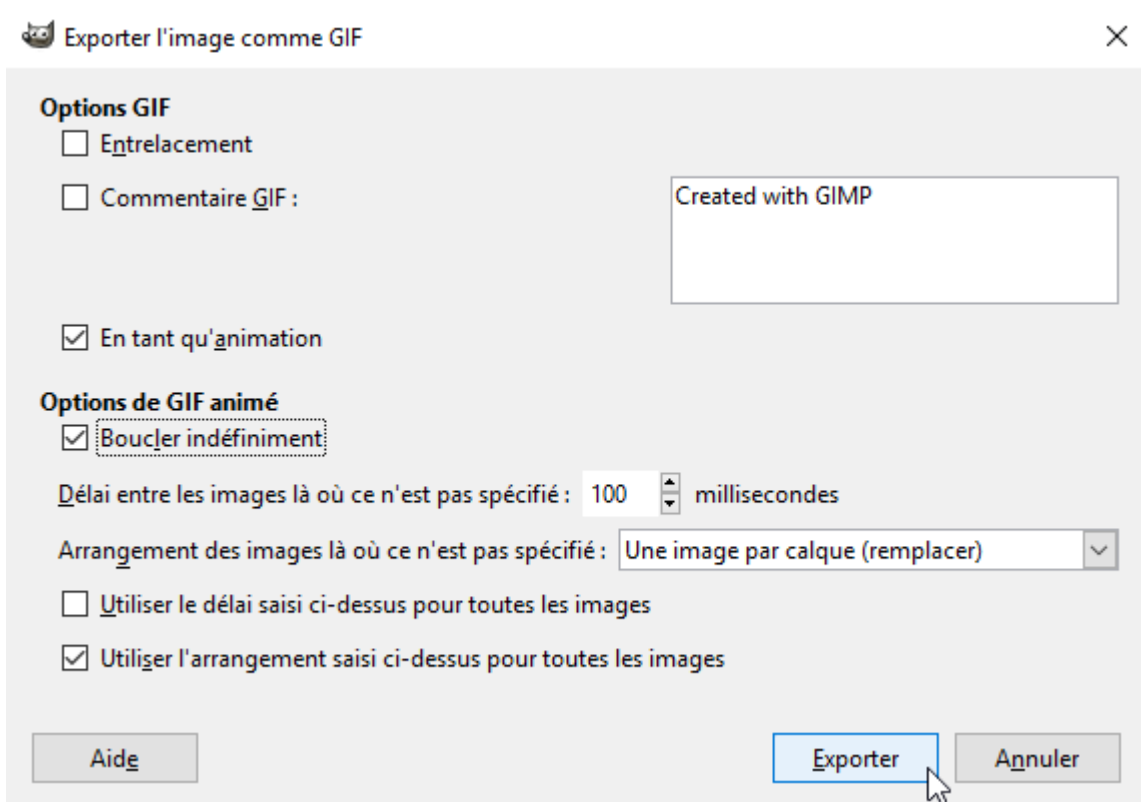 Exporter l'image comme GIF
Options GIF
Entrelacement
Commentaire GIF :
Created with GIMP
En tant qu'animation
Options de GIF animé
Boucler indéfiniment
Délai entre les images là où ce n'est pas spécifié : 100 millisecondes
Arrangement des images là où ce n'est pas spécifié : Une image par calque (remplacer)
Utiliser le délai saisi ci-dessus pour toutes les images
Utiliser l'arrangement saisi ci-dessus pour toutes les images
Aide Exporter Annuler